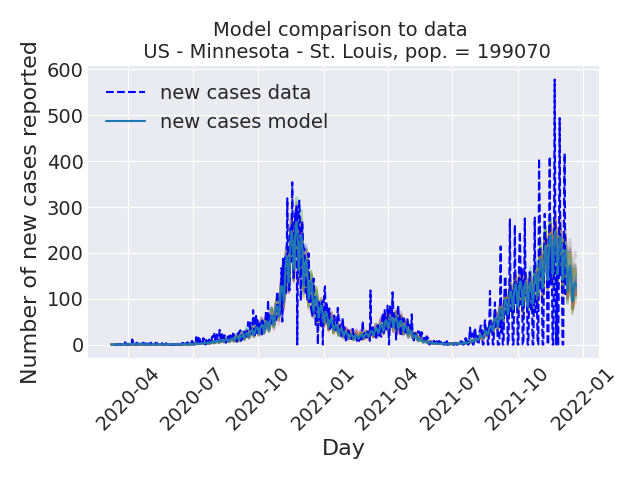 Model comparison to data
US - Minnesota - St. Louis, pop. = 199070
Number of new cases reported
600
500
400
300
200
100
0
new cases data
new cases model
2020-04
2020-07
2020-10
2021-01
2021-04
2021-07
2021-10
2022-01
Day